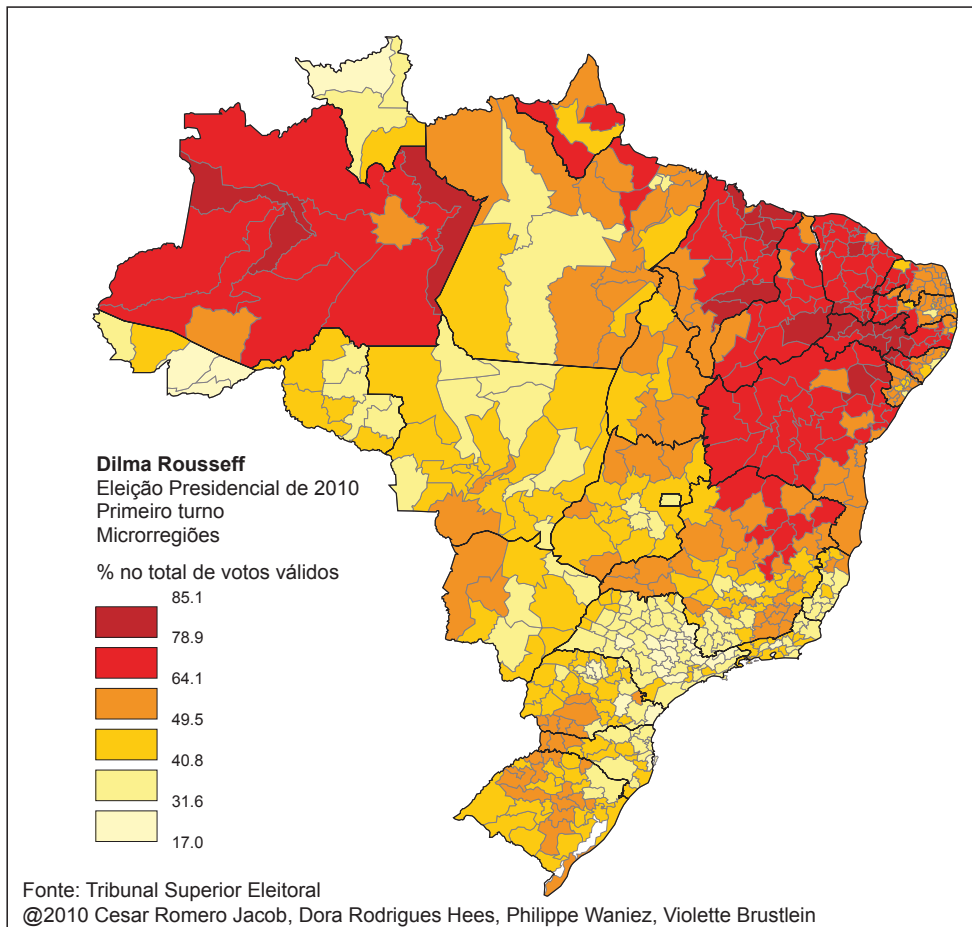 Dilma Rousseff
Eleição Presidencial de 2010
Primeiro turno
Microrregiões
% no total de votos válidos
85.1
78.9
64.1
49.5
40.8
31.6
17.0
Fonte: Tribunal Superior Eleitoral
@2010 Cesar Romero Jacob, Dora Rodrigues Hees, Philippe Waniez, Violette Brustlein